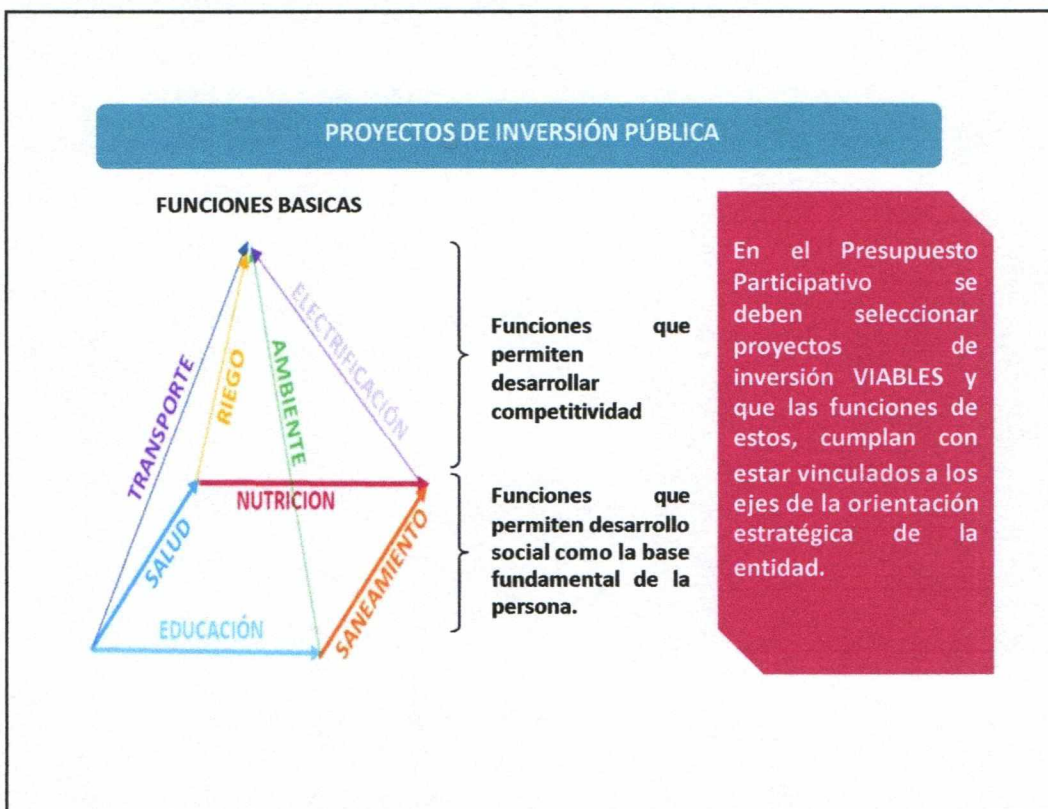 PROYECTOS DE INVERSIÓN PÚBLICA
FUNCIONES BASICAS
TRANSPORTE
RIEGO
AMBIENTE
ELECTRIFICACIÓN
SALUD
NUTRICION
SANEAMIENTO
EDUCACIÓN
Funciones que
permiten
desarrollar
competitividad
Funciones que
permiten desarrollo
social como la base
fundamental de la
persona.
En el Presupuesto
Participativo se
deben seleccionar
proyectos de
inversión VIABLES y
que las funciones de
estos, cumplan con
estar vinculados a los
ejes de la orientación
estratégica de la
entidad.